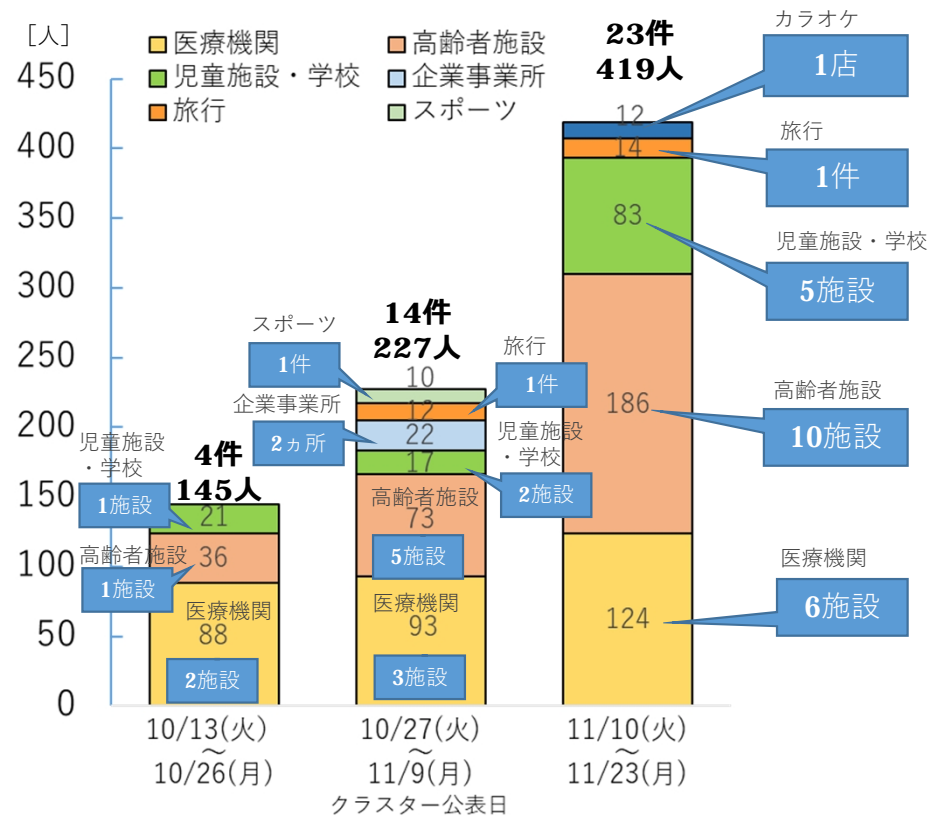 ［人］
医療機関
高齢者施設
児童施設・学校
企業事業所
旅行
スポーツ
450
400
350
300
250
200
150
100
50
0
4件
145人
児童施設
・学校
1施設
21
高齢者施設
1施設
36
医療機関
88
2施設
10/13(火)
～
10/26(月)
14件
227人
スポーツ
1件
10
旅行
1件
12
企業事業所
2ヵ所
22
児童施設
・学校
2施設
17
高齢者施設
73
5施設
医療機関
93
3施設
10/27(火)
～
11/9(月)
23件
419人
カラオケ
1店
12
旅行
1件
14
児童施設・学校
5施設
83
高齢者施設
10施設
186
医療機関
6施設
124
11/10(火)
～
11/23(月)
クラスター公表日